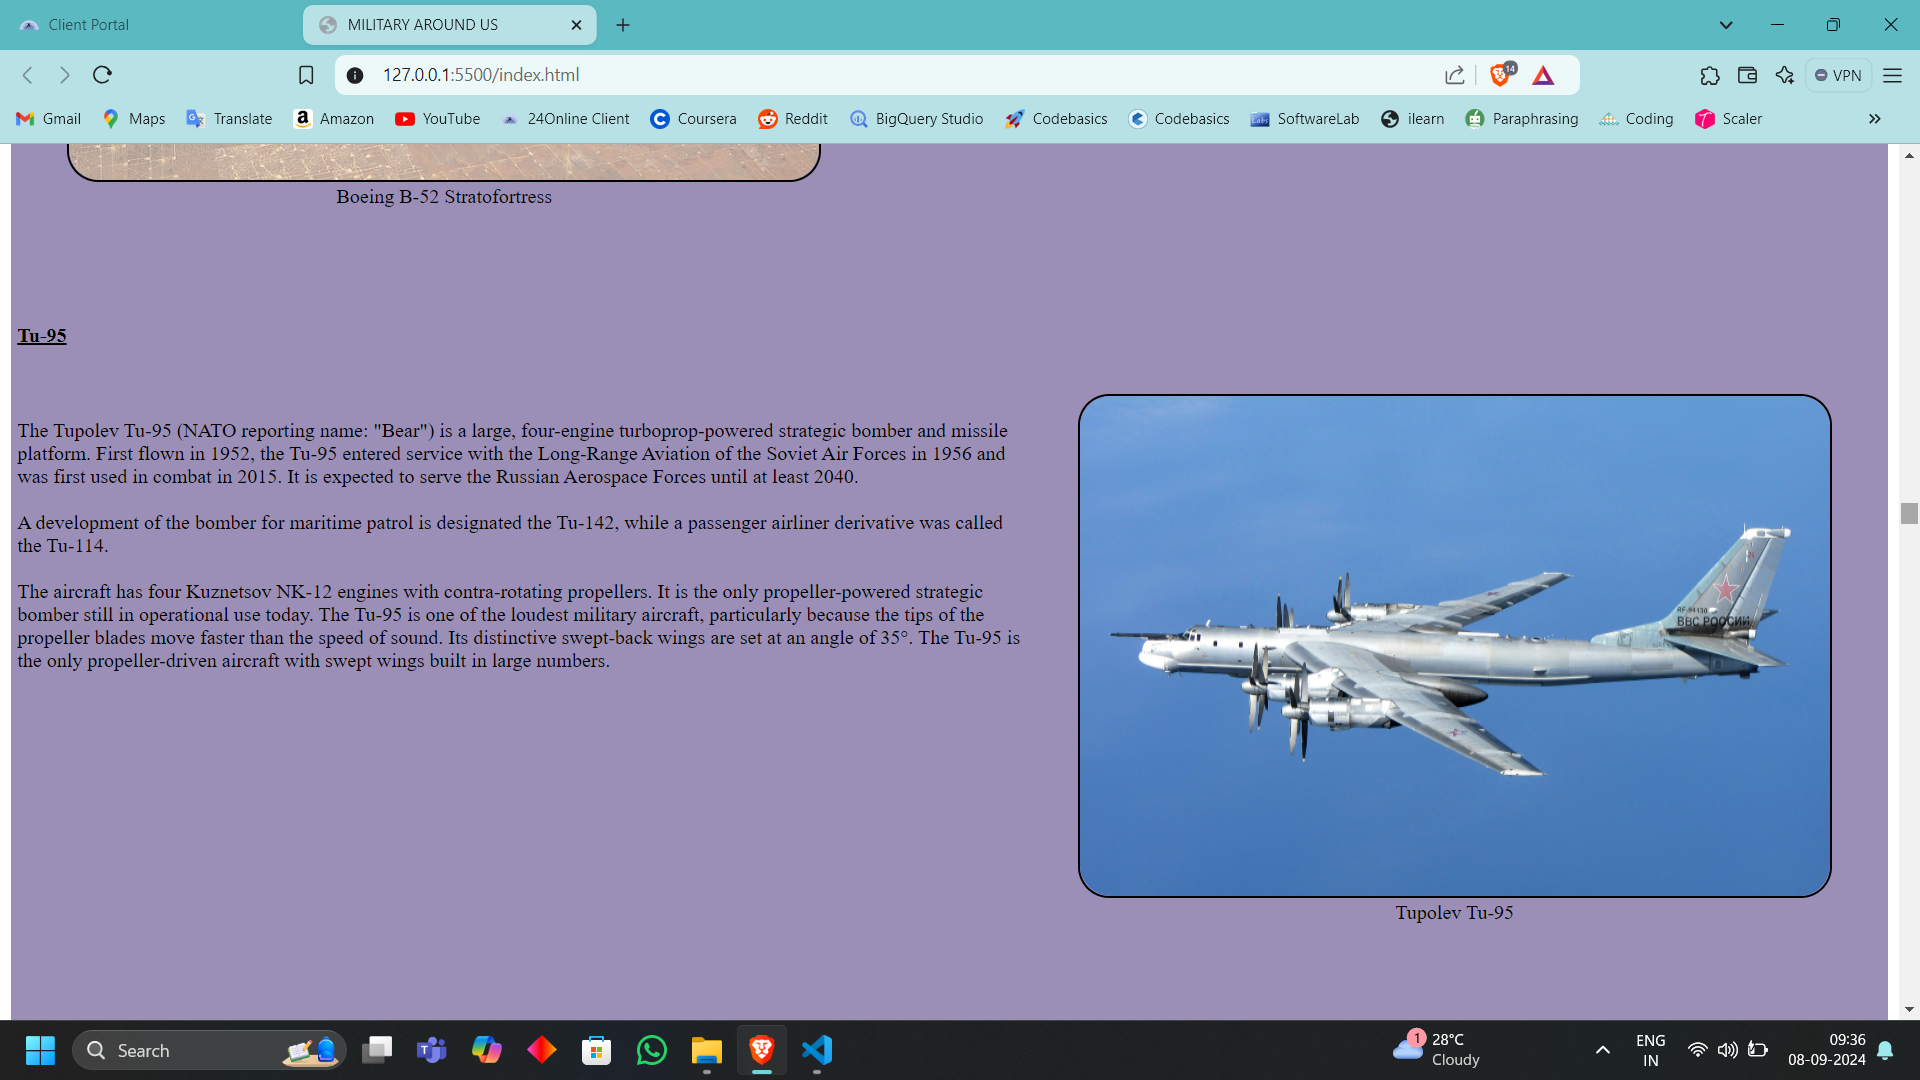 Client Portal
MILITARY AROUND US
127.0.0.1:5500/index.html
14
VPN
Gmail
Maps
Translate
Amazon
YouTube
24Online Client
Coursera
Reddit
BigQuery Studio
Codebasics
Codebasics
SoftwareLab
ilearn
Paraphrasing
Coding
Scaler
Boeing B-52 Stratofortress
Tu-95
The Tupolev Tu-95 (NATO reporting name: "Bear") is a large, four-engine turboprop-powered strategic bomber and missile
platform. First flown in 1952, the Tu-95 entered service with the Long-Range Aviation of the Soviet Air Forces in 1956 and
was first used in combat in 2015. It is expected to serve the Russian Aerospace Forces until at least 2040.
A development of the bomber for maritime patrol is designated the Tu-142, while a passenger airliner derivative was called
the Tu-114.
The aircraft has four Kuznetsov NK-12 engines with contra-rotating propellers. It is the only propeller-powered strategic
bomber still in operational use today. The Tu-95 is one of the loudest military aircraft, particularly because the tips of the
propeller blades move faster than the speed of sound. Its distinctive swept-back wings are set at an angle of 35°. The Tu-95 is
the only propeller-driven aircraft with swept wings built in large numbers.
RF-94130
ВВС РОССИИ
Tupolev Tu-95
Search
1
28°C
Cloudy
ENG
IN
09:36
08-09-2024